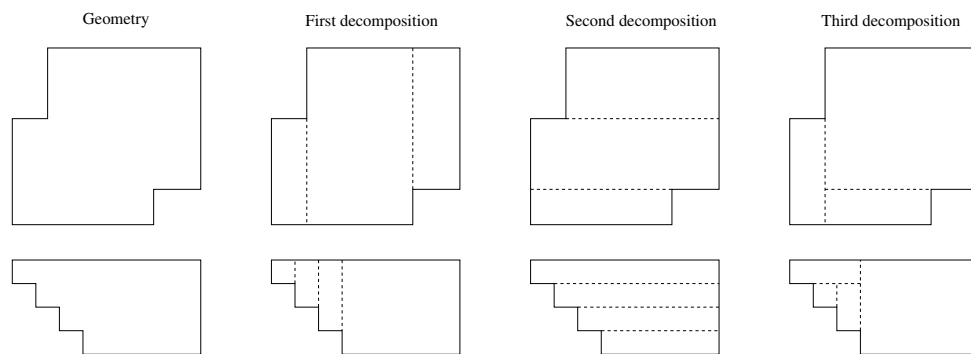 Geometry
First decomposition
Second decomposition
Third decomposition